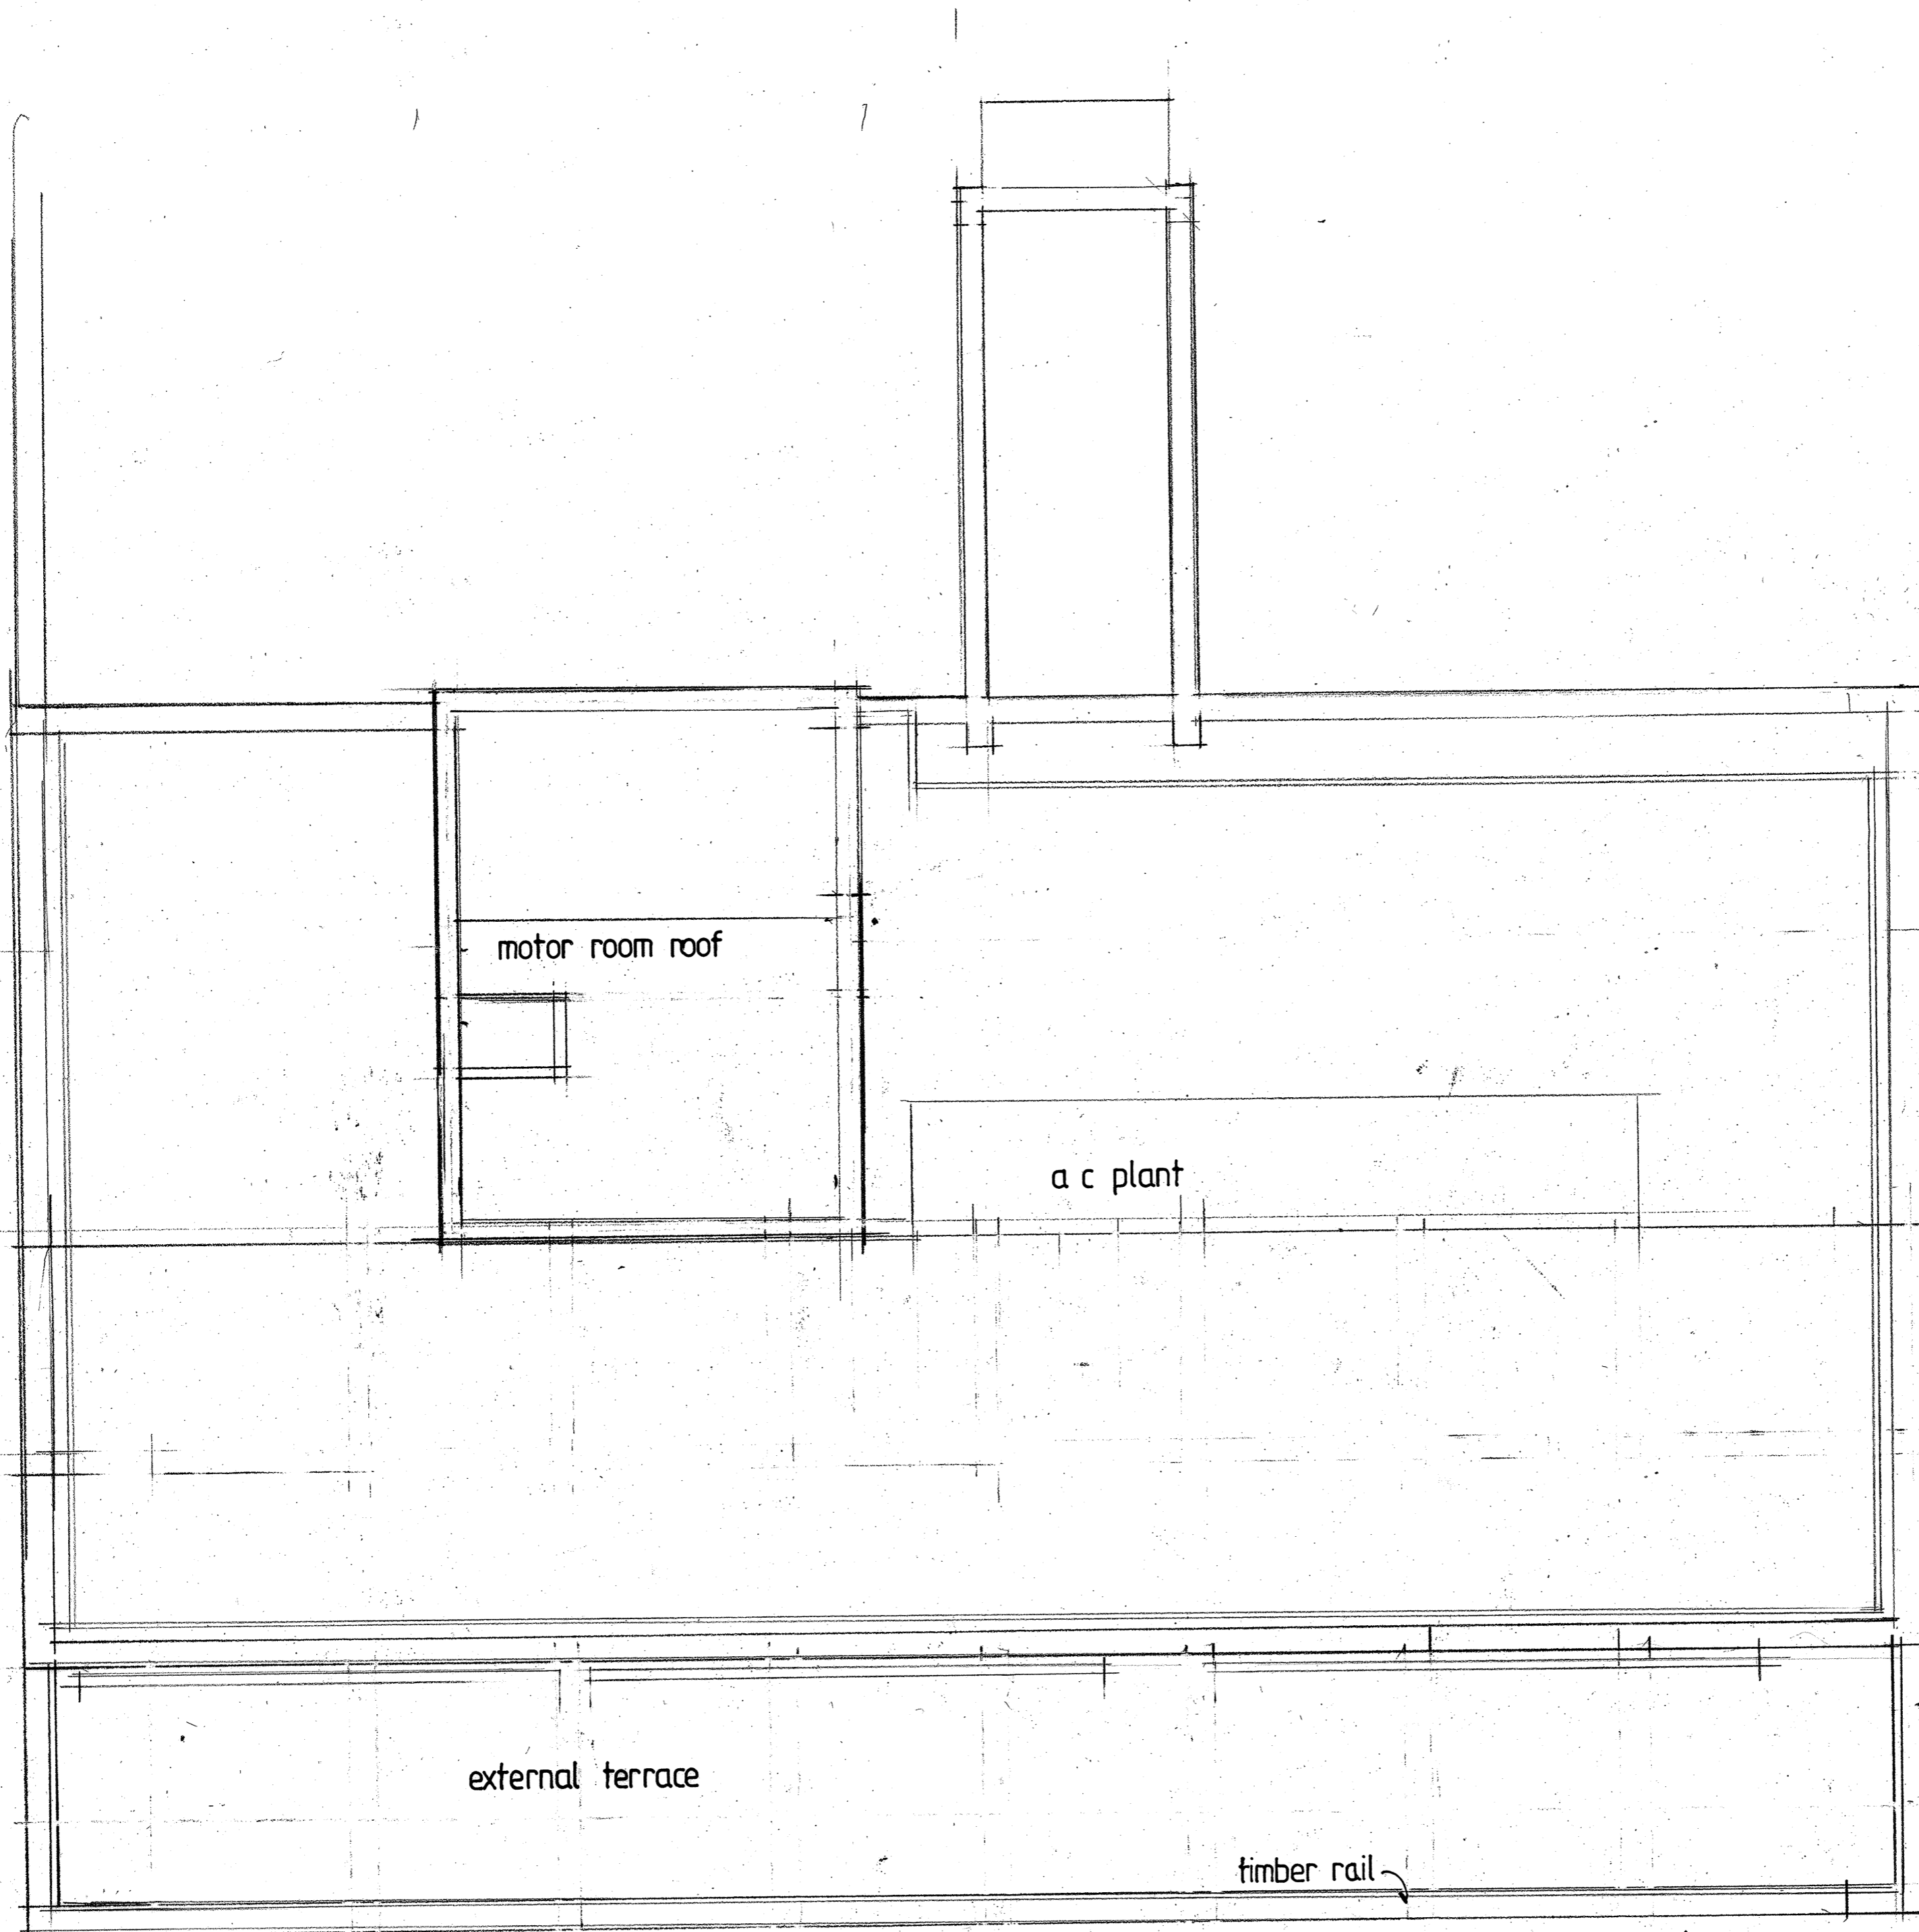 motor room roof
a c plant
external terrace
timber rail